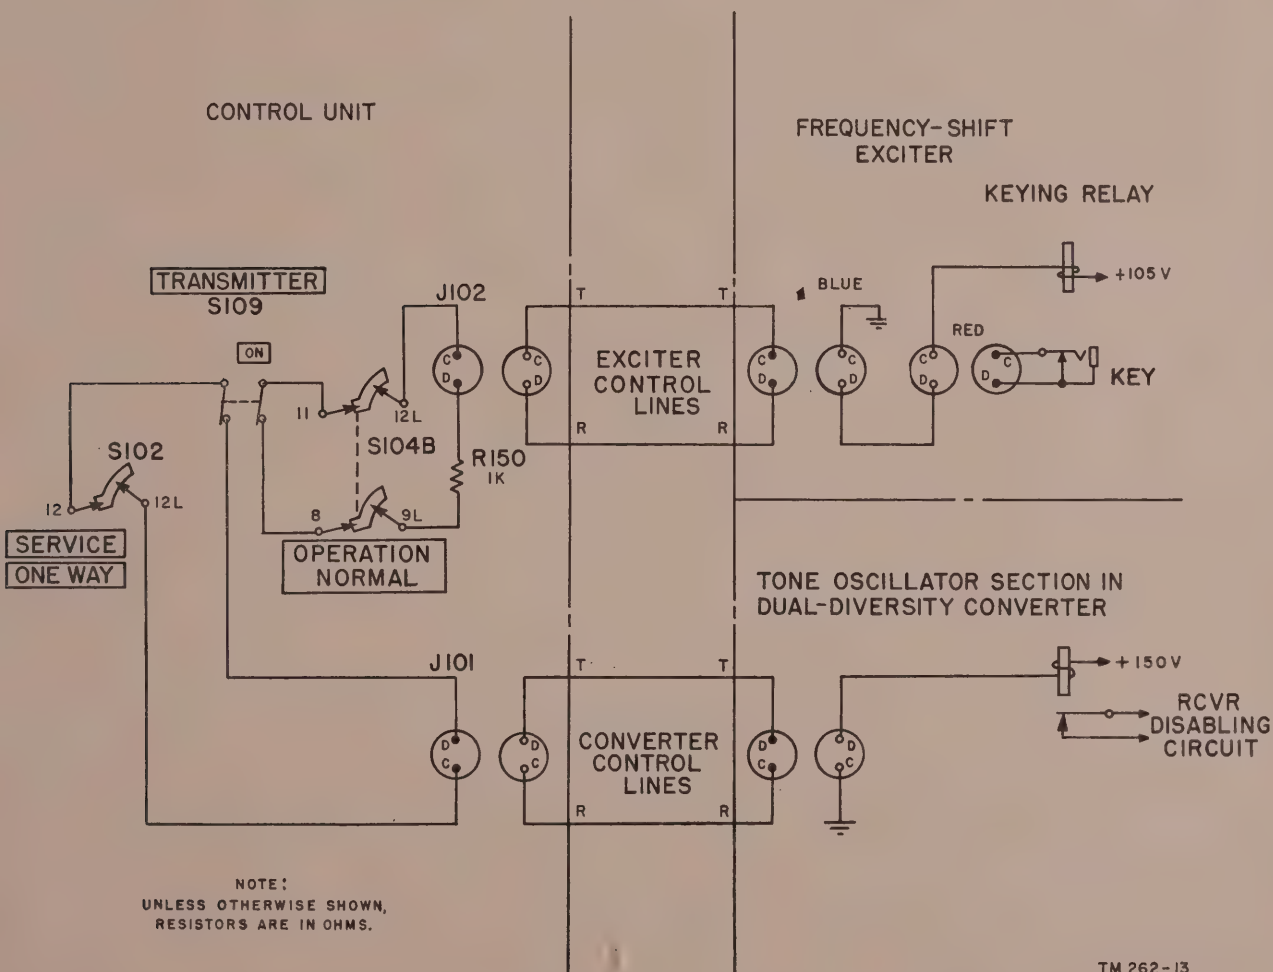 CONTROL UNIT
FREQUENCY-SHIFT
EXCITER
KEYING RELAY
+105 V
TRANSMITTER
S109
ON
J102
C
D
C
D
T
T
EXCITER
CONTROL
LINES
R
R
C
D
BLUE
C
D
C
D
RED
C
D
KEY
11
12L
S104B
R150
1K
8
9L
OPERATION
NORMAL
S102
12
12L
SERVICE
ONE WAY
TONE OSCILLATOR SECTION IN
DUAL-DIVERSITY CONVERTER
J101
D
C
D
C
T
T
CONVERTER
CONTROL
LINES
R
R
D
C
D
C
+150V
RCVR
DISABLING
CIRCUIT
NOTE:
UNLESS OTHERWISE SHOWN,
RESISTORS ARE IN OHMS.
TM 262-13